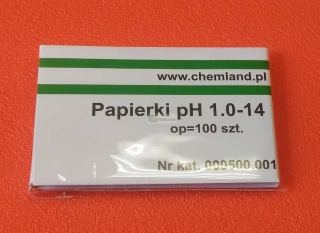 www.chemland.pl
Papierki pH 1.0-14
op=100 szt.
Nr kat. 000500.001